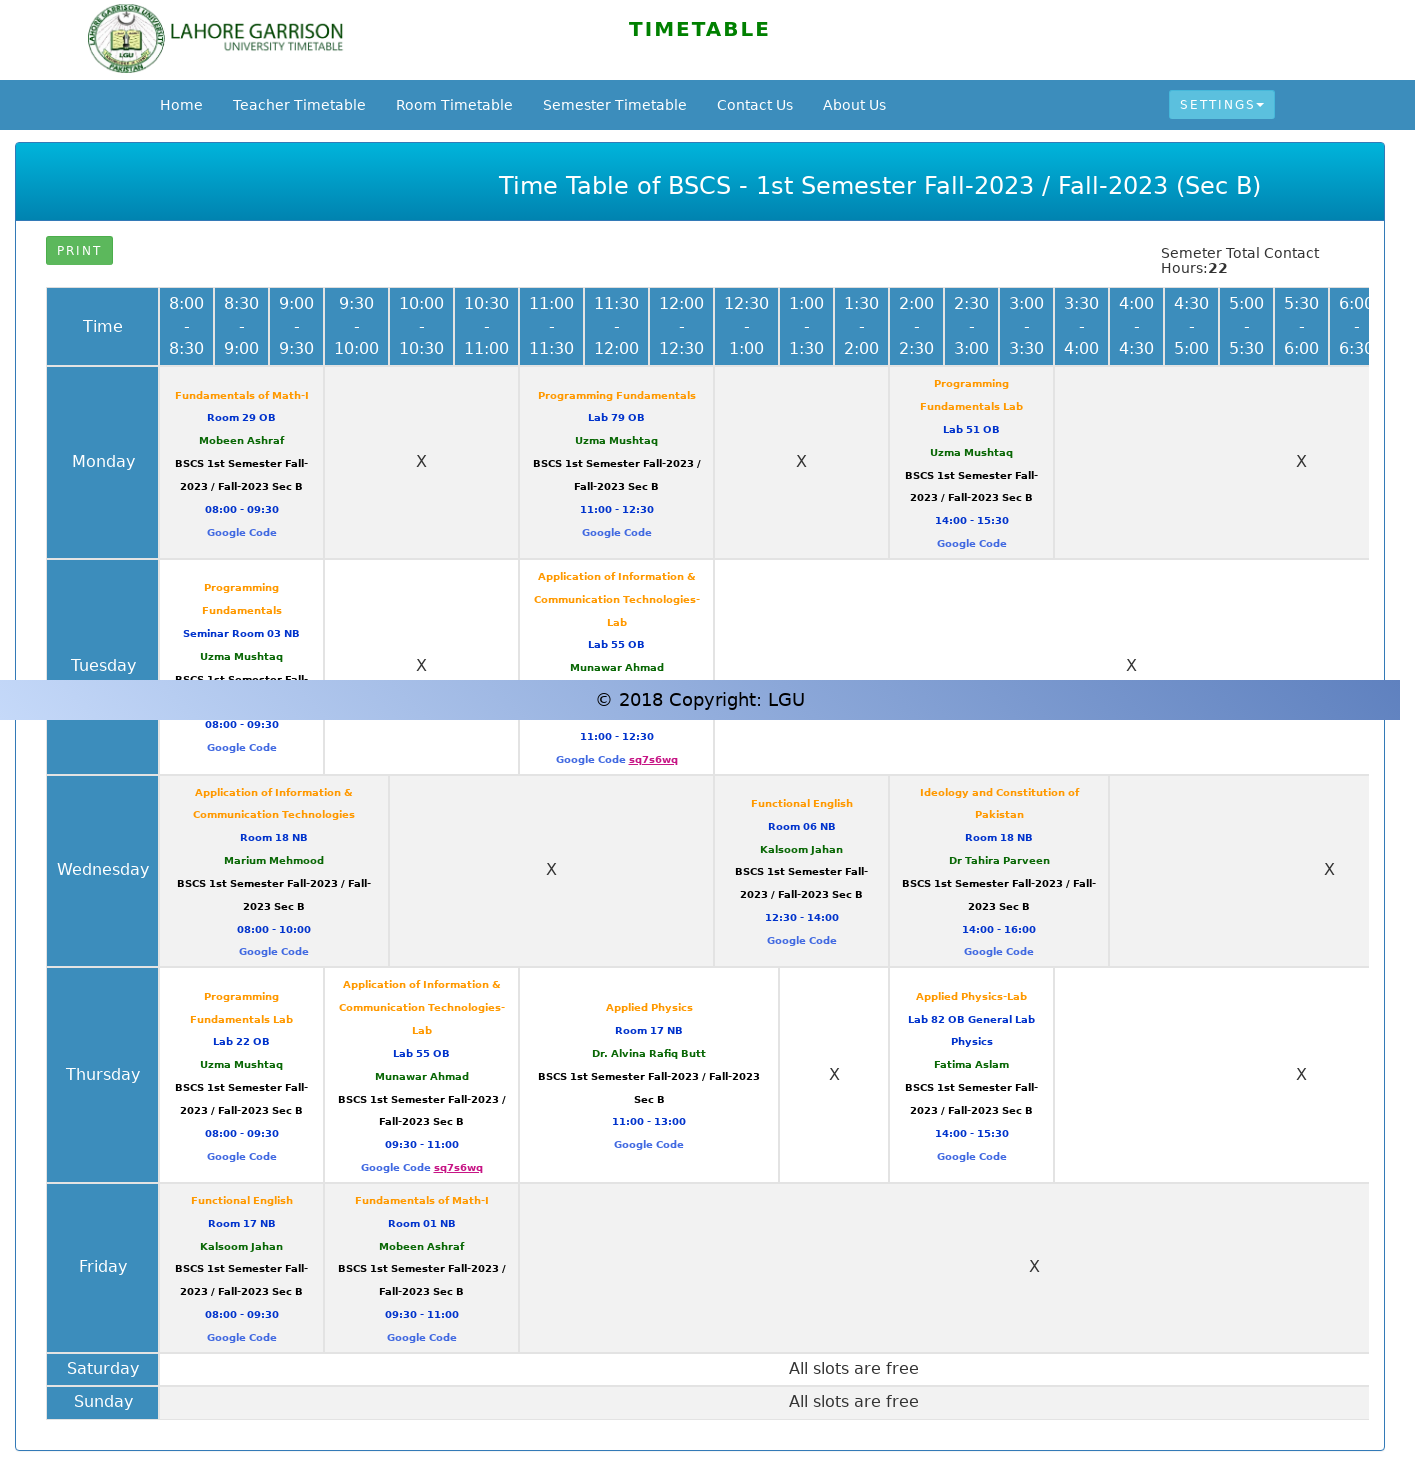 LAHORE GARRISON
UNIVERSITY TIMETABLE
LAHORE GARRISON UNIVERSITY
LGU
PAKISTAN
TIMETABLE
Home Teacher Timetable Room Timetable Semester Timetable Contact Us About Us SETTINGS
Time Table of BSCS - 1st Semester Fall-2023 / Fall-2023 (Sec B)
PRINT
Semeter Total Contact
Hours:22
Time
8:00 - 8:30
8:30 - 9:00
9:00 - 9:30
9:30 - 10:00
10:00 - 10:30
10:30 - 11:00
11:00 - 11:30
11:30 - 12:00
12:00 - 12:30
12:30 - 1:00
1:00 - 1:30
1:30 - 2:00
2:00 - 2:30
2:30 - 3:00
3:00 - 3:30
3:30 - 4:00
4:00 - 4:30
4:30 - 5:00
5:00 - 5:30
5:30 - 6:00
6:00 - 6:30
Monday
Fundamentals of Math-I
Room 29 OB
Mobeen Ashraf
BSCS 1st Semester Fall-
2023 / Fall-2023 Sec B
08:00 - 09:30
Google Code
X
Programming Fundamentals
Lab 79 OB
Uzma Mushtaq
BSCS 1st Semester Fall-2023 /
Fall-2023 Sec B
11:00 - 12:30
Google Code
X
Programming
Fundamentals Lab
Lab 51 OB
Uzma Mushtaq
BSCS 1st Semester Fall-
2023 / Fall-2023 Sec B
14:00 - 15:30
Google Code
X
Tuesday
Programming
Fundamentals
Seminar Room 03 NB
Uzma Mushtaq
BSCS 1st Semester Fall-
08:00 - 09:30
Google Code
X
Application of Information &
Communication Technologies-
Lab
Lab 55 OB
Munawar Ahmad
11:00 - 12:30
Google Code sq7s6wq
X
© 2018 Copyright: LGU
Wednesday
Application of Information &
Communication Technologies
Room 18 NB
Marium Mehmood
BSCS 1st Semester Fall-2023 / Fall-
2023 Sec B
08:00 - 10:00
Google Code
X
Functional English
Room 06 NB
Kalsoom Jahan
BSCS 1st Semester Fall-
2023 / Fall-2023 Sec B
12:30 - 14:00
Google Code
Ideology and Constitution of
Pakistan
Room 18 NB
Dr Tahira Parveen
BSCS 1st Semester Fall-2023 / Fall-
2023 Sec B
14:00 - 16:00
Google Code
X
Thursday
Programming
Fundamentals Lab
Lab 22 OB
Uzma Mushtaq
BSCS 1st Semester Fall-
2023 / Fall-2023 Sec B
08:00 - 09:30
Google Code
Application of Information &
Communication Technologies-
Lab
Lab 55 OB
Munawar Ahmad
BSCS 1st Semester Fall-2023 /
Fall-2023 Sec B
09:30 - 11:00
Google Code sq7s6wq
Applied Physics
Room 17 NB
Dr. Alvina Rafiq Butt
BSCS 1st Semester Fall-2023 / Fall-2023
Sec B
11:00 - 13:00
Google Code
X
Applied Physics-Lab
Lab 82 OB General Lab
Physics
Fatima Aslam
BSCS 1st Semester Fall-
2023 / Fall-2023 Sec B
14:00 - 15:30
Google Code
X
Friday
Functional English
Room 17 NB
Kalsoom Jahan
BSCS 1st Semester Fall-
2023 / Fall-2023 Sec B
08:00 - 09:30
Google Code
Fundamentals of Math-I
Room 01 NB
Mobeen Ashraf
BSCS 1st Semester Fall-2023 /
Fall-2023 Sec B
09:30 - 11:00
Google Code
X
Saturday
All slots are free
Sunday
All slots are free